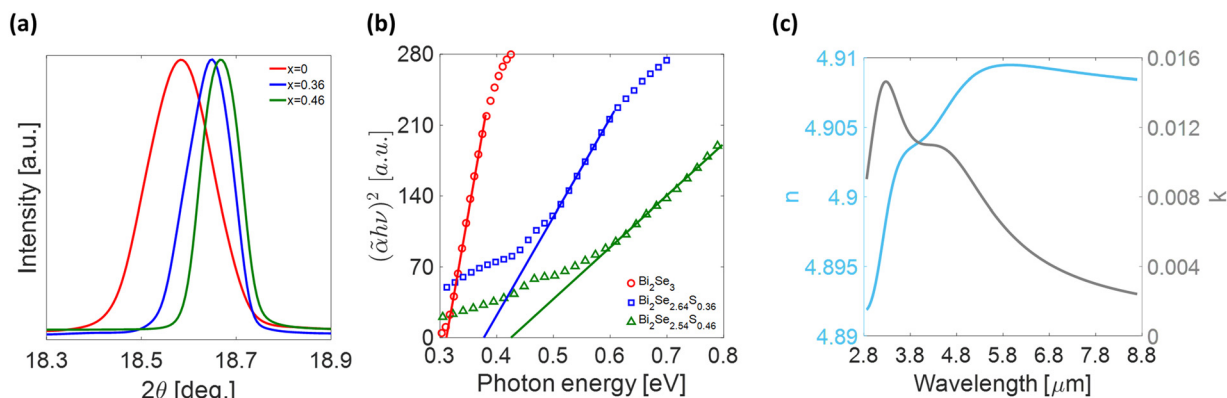 (a)
Intensity [a.u.]
x=0
x=0.36
x=0.46
18.3 18.5 18.7 18.9
2θ [deg.]
(b)
(α̃hν)² [a.u.]
280
210
140
70
0
Bi₂Se₃
Bi₂Se₂.₆₄S₀.₃₆
Bi₂Se₂.₅₄S₀.₄₆
0.3 0.4 0.5 0.6 0.7 0.8
Photon energy [eV]
(c)
n
4.91
4.905
4.9
4.895
4.89
0.016
0.012
0.008
0.004
0
k
2.8 3.8 4.8 5.8 6.8 7.8 8.8
Wavelength [μm]